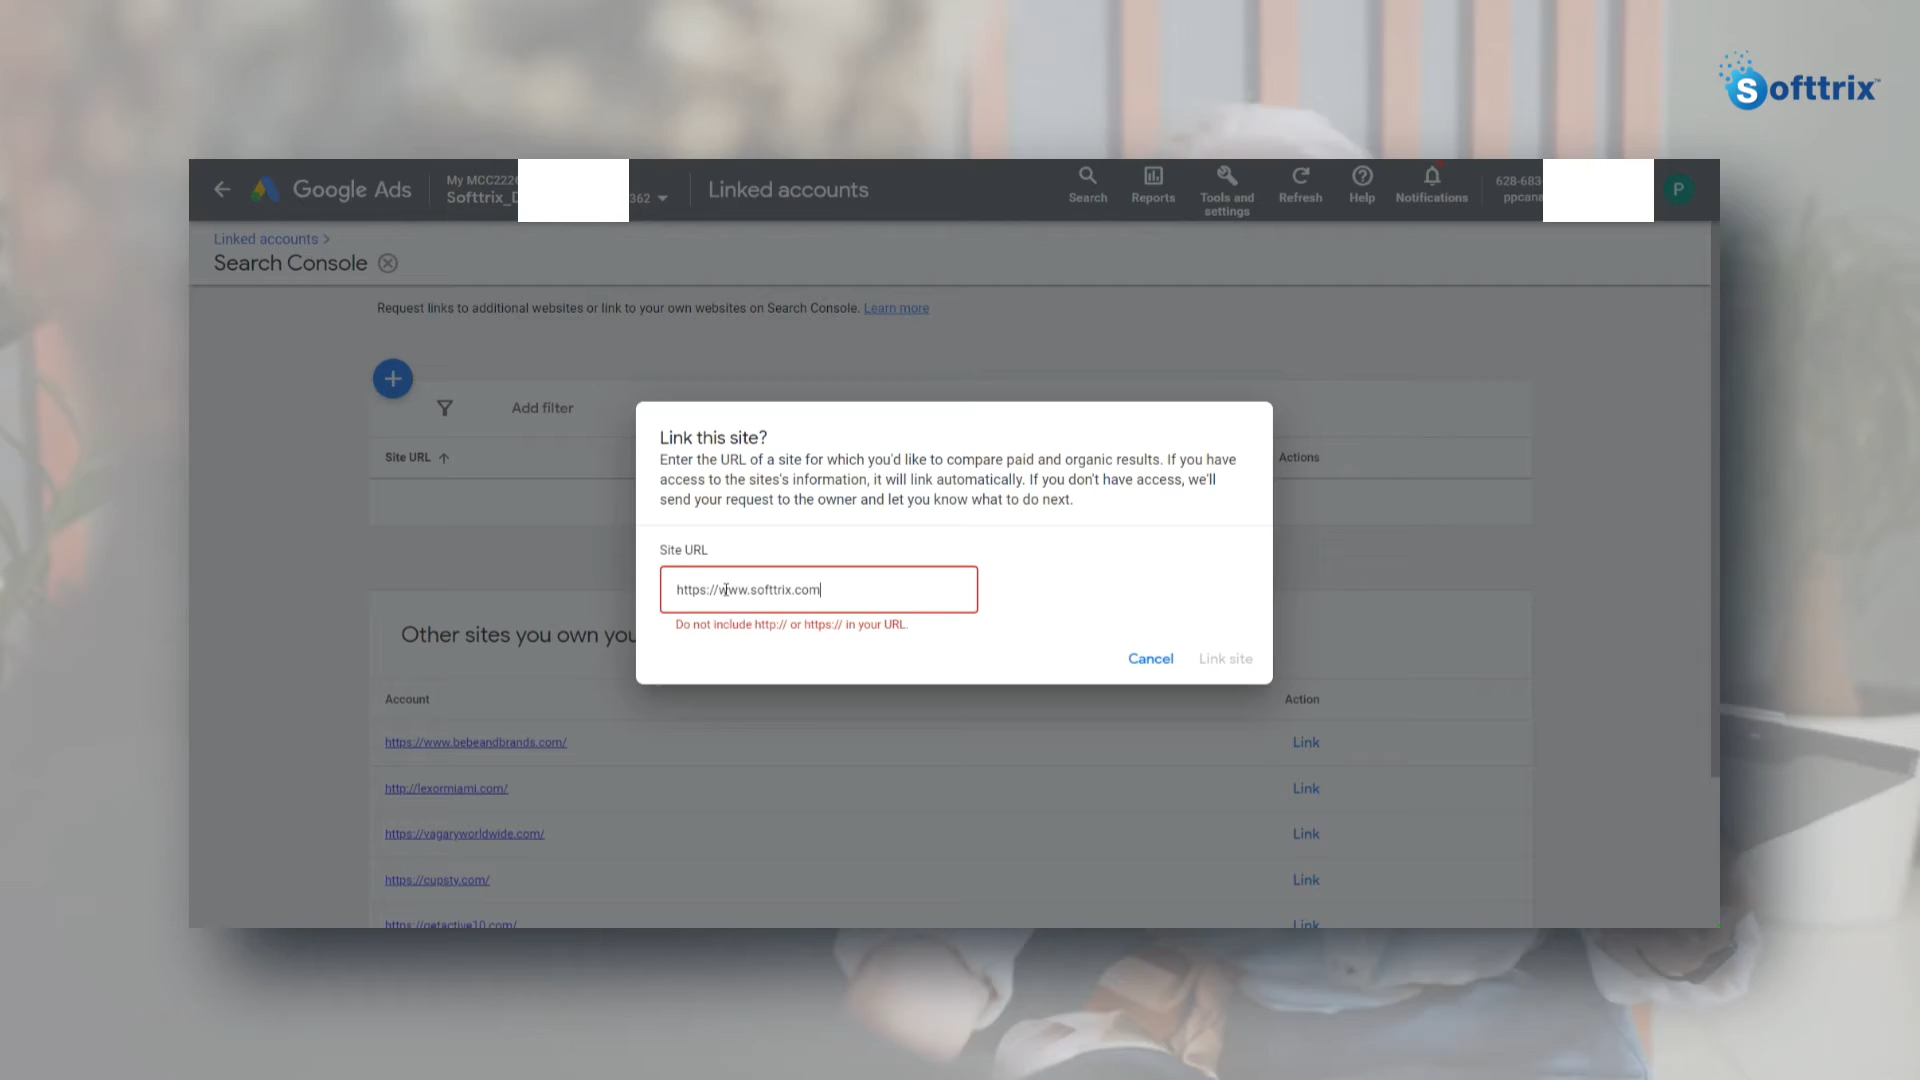 Softtrix™
Google Ads
My MCC222
Softtrix_
362
Linked accounts
Search
Reports
Tools and settings
Refresh
Help
Notifications
628-683
ppcana
P
Linked accounts >
Search Console
Request links to additional websites or link to your own websites on Search Console. Learn more
+
Add filter
Site URL ↑
Actions
Link this site?
Enter the URL of a site for which you'd like to compare paid and organic results. If you have
access to the sites's information, it will link automatically. If you don't have access, we'll
send your request to the owner and let you know what to do next.
Site URL
https://www.softtrix.com
Do not include http:// or https:// in your URL.
Cancel
Link site
Other sites you own you
Account
Action
https://www.bebeandbrands.com/
Link
http://lexormiami.com/
Link
https://vagaryworldwide.com/
Link
https://cupsty.com/
Link
https://getactive10.com/
Link